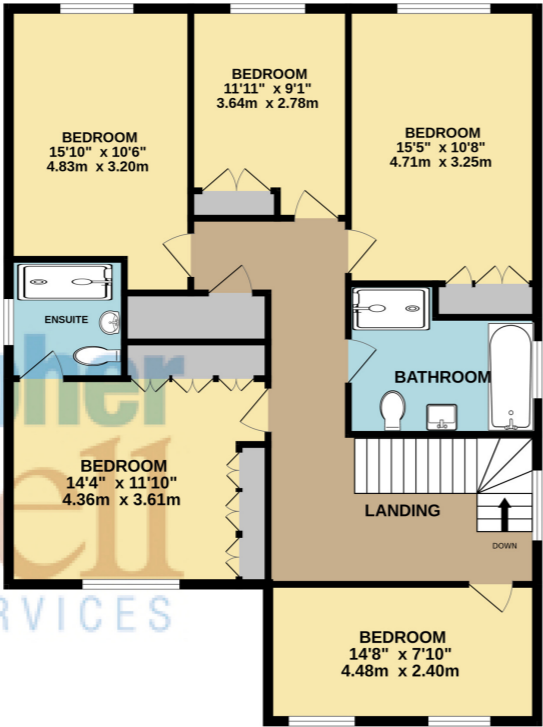 BEDROOM
11'11" x 9'1"
3.64m x 2.78m
BEDROOM
15'10" x 10'6"
4.83m x 3.20m
BEDROOM
15'5" x 10'8"
4.71m x 3.25m
ENSUITE
BATHROOM
BEDROOM
14'4" x 11'10"
4.36m x 3.61m
LANDING
DOWN
BEDROOM
14'8" x 7'10"
4.48m x 2.40m
pher
ell
RVICES